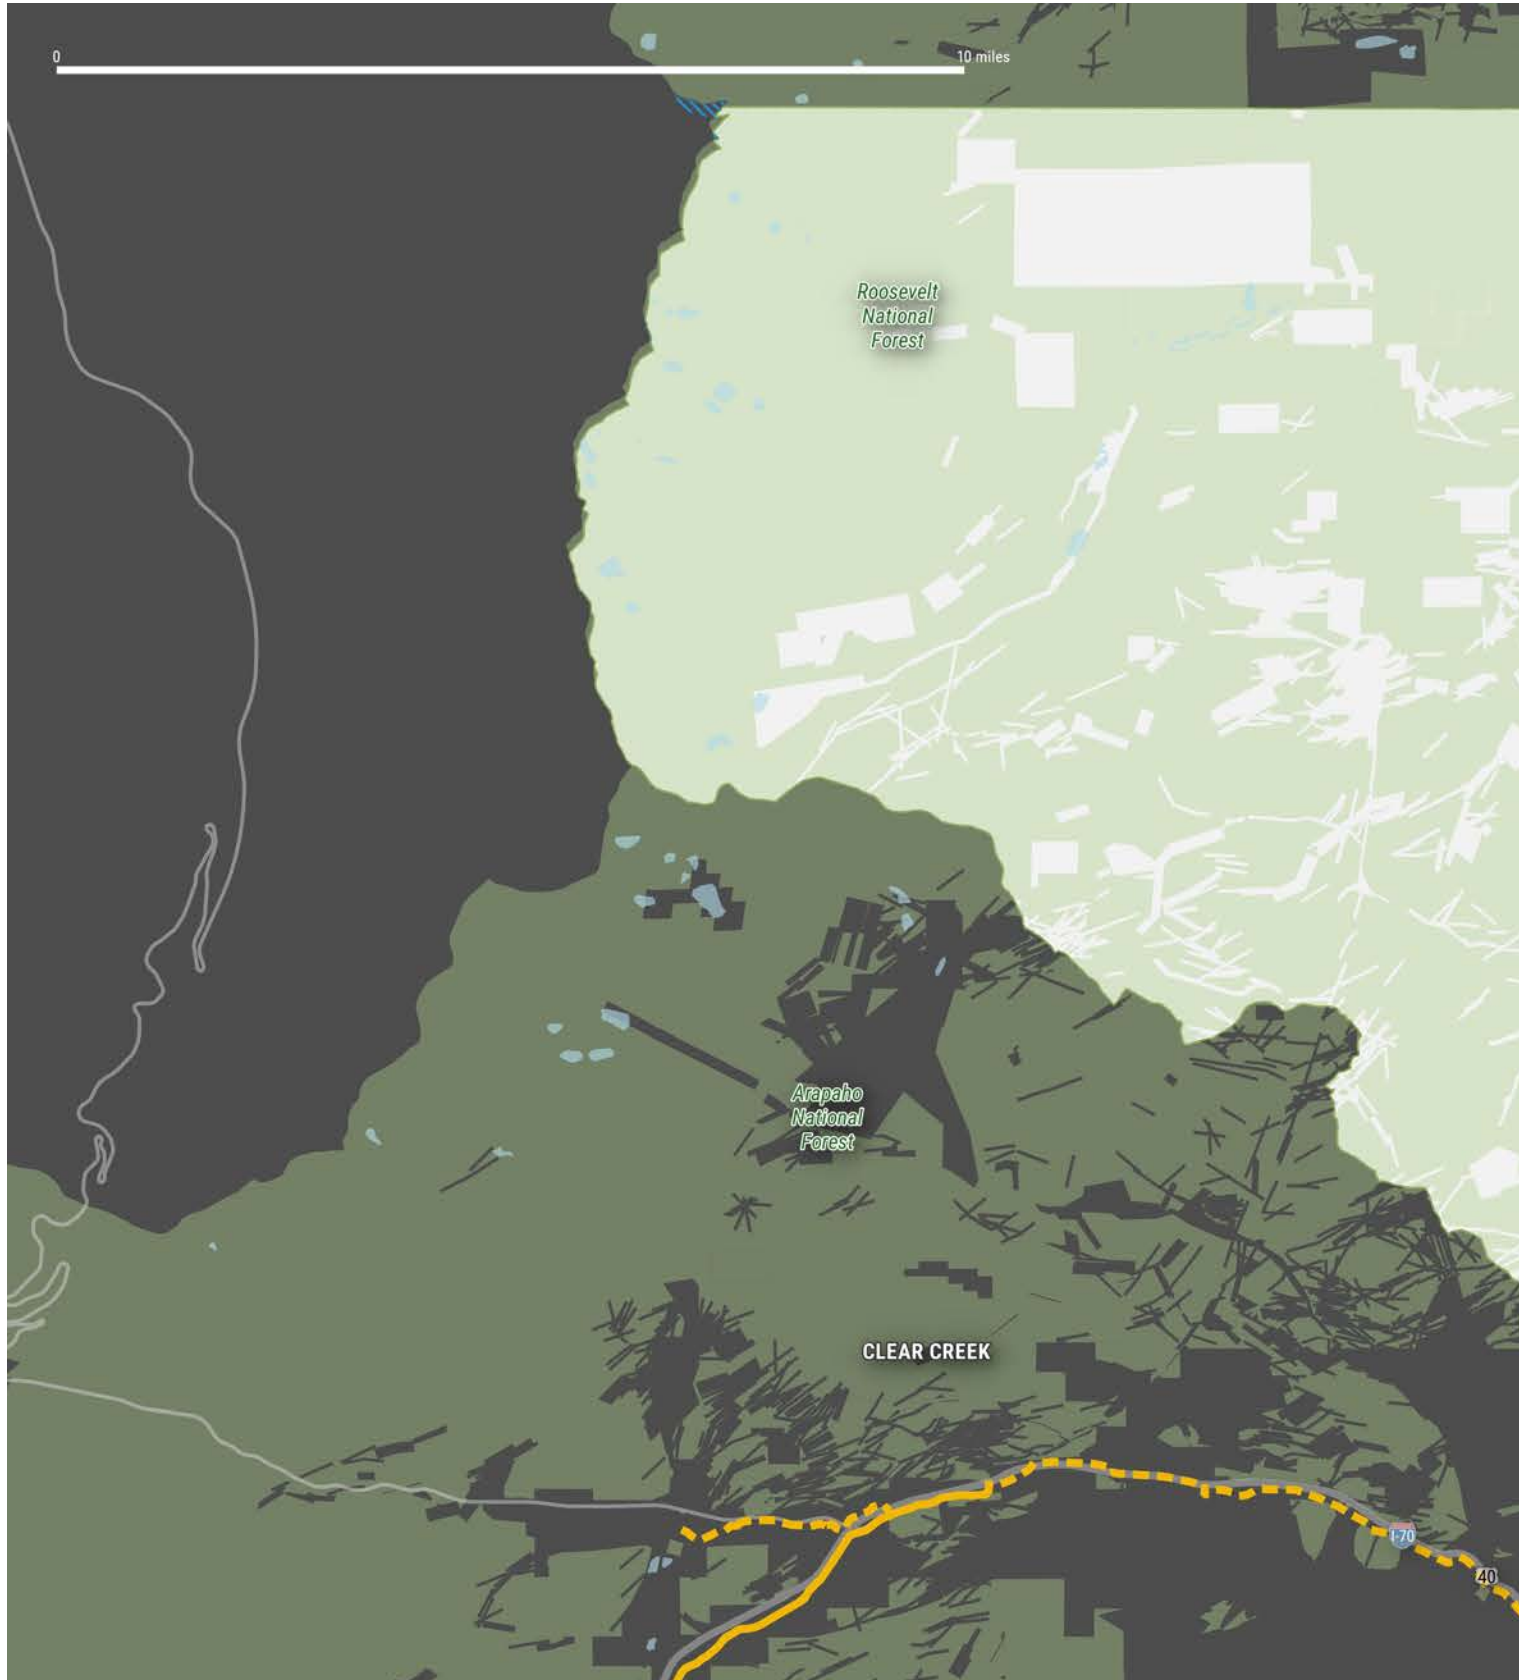 0
10 miles
Roosevelt
National
Forest
Arapaho
National
Forest
CLEAR CREEK
I-70
40